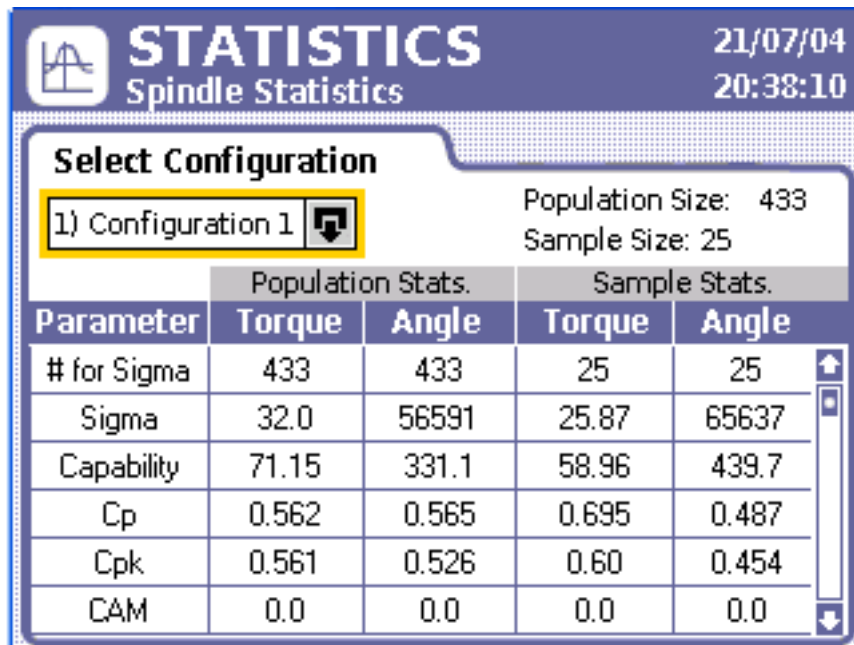 STATISTICS 21/07/04
Spindle Statistics 20:38:10
Select Configuration
1) Configuration 1
Population Size: 433
Sample Size: 25
Population Stats. Sample Stats.
Parameter Torque Angle Torque Angle
# for Sigma 433 433 25 25
Sigma 32.0 56591 25.87 65637
Capability 71.15 331.1 58.96 439.7
Cp 0.562 0.565 0.695 0.487
Cpk 0.561 0.526 0.60 0.454
CAM 0.0 0.0 0.0 0.0